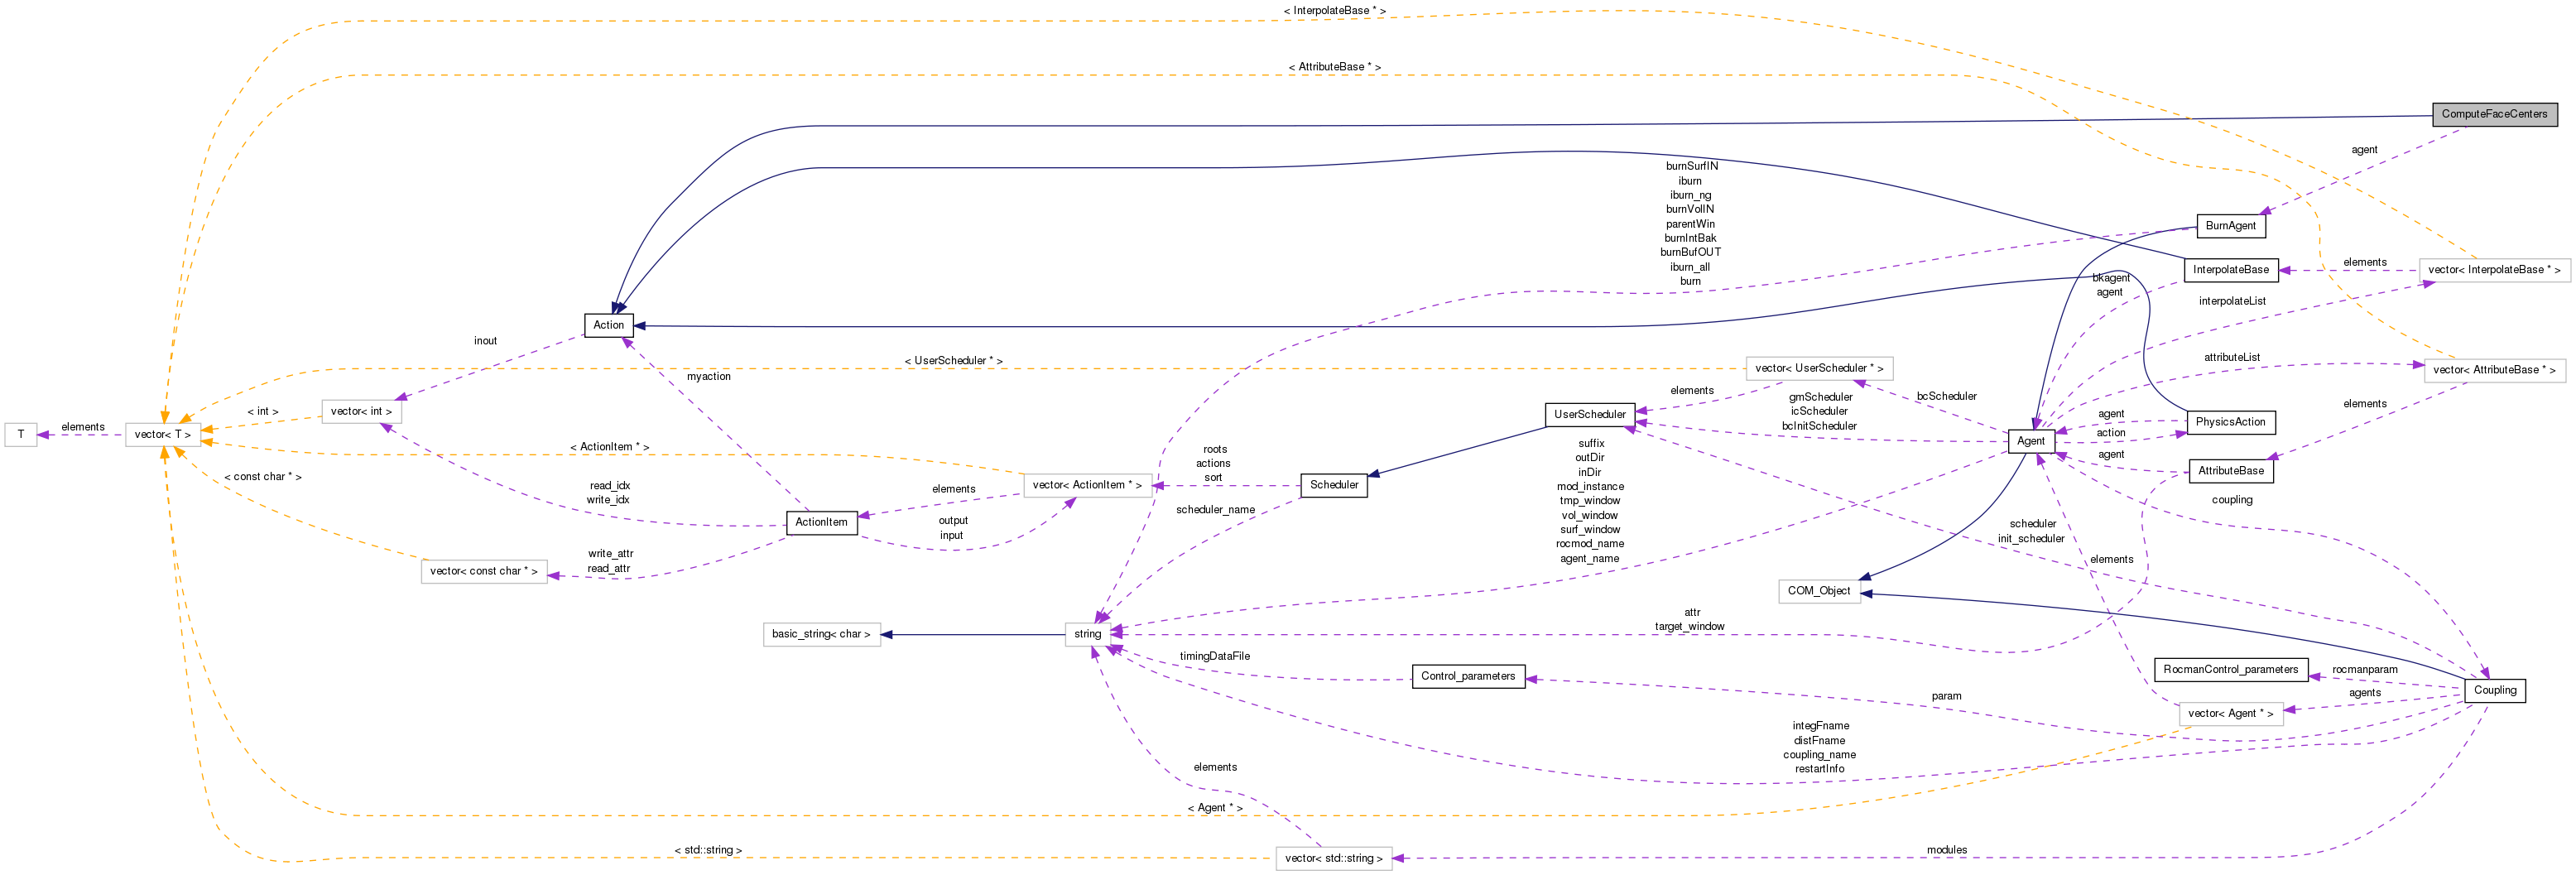 < InterpolateBase * >
< AttributeBase * >
ComputeFaceCenters
agent
burnSurfIN
iburn
iburn_ng
burnVolIN
parentWin
burnIntBak
burnBufOUT
iburn_all
burn
BurnAgent
InterpolateBase
elements
vector< InterpolateBase * >
bkagent
agent
interpolateList
Action
inout
myaction
< UserScheduler * >
vector< UserScheduler * >
attributeList
vector< AttributeBase * >
elements
bcScheduler
gmScheduler
icScheduler
bcInitScheduler
UserScheduler
elements
agent
action
PhysicsAction
vector< int >
< int >
T
elements
vector< T >
< ActionItem * >
Agent
agent
AttributeBase
< const char * >
roots
actions
sort
vector< ActionItem * >
Scheduler
suffix
outDir
inDir
mod_instance
tmp_window
vol_window
surf_window
rocmod_name
agent_name
read_idx
write_idx
elements
ActionItem
output
input
scheduler_name
coupling
scheduler
init_scheduler
elements
write_attr
read_attr
vector< const char * >
COM_Object
basic_string< char >
string
attr
target_window
timingDataFile
Control_parameters
RocmanControl_parameters
rocmanparam
Coupling
agents
vector< Agent * >
param
integFname
distFname
coupling_name
restartInfo
elements
< Agent * >
< std::string >
vector< std::string >
modules